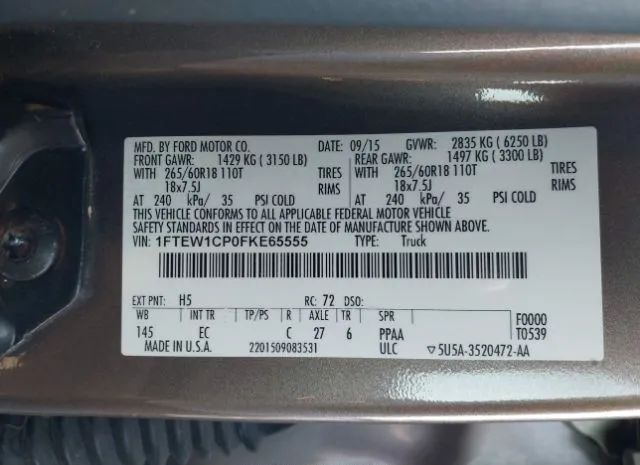 MFD. BY FORD MOTOR CO. DATE: 09/15 GVWR: 2835 KG ( 6250 LB)
FRONT GAWR: 1429 KG ( 3150 LB) REAR GAWR: 1497 KG ( 3300 LB)
WITH 265/60R18 110T TIRES WITH 265/60R18 110T TIRES
18x7.5J RIMS 18x7.5J RIMS
AT 240 kPa/ 35 PSI COLD AT 240 kPa/ 35 PSI COLD
THIS VEHICLE CONFORMS TO ALL APPLICABLE FEDERAL MOTOR VEHICLE
SAFETY STANDARDS IN EFFECT ON THE DATE OF MANUFACTURE SHOWN ABOVE.
VIN: 1FTEW1CP0FKE65555 TYPE: Truck
EXT PNT: H5 RC: 72 DSO:
WB INT TR TP/PS R AXLE TR SPR F0000
145 EC C 27 6 PPAA T0539
MADE IN U.S.A. 2201509083531 ULC ▽5U5A-3520472-AA